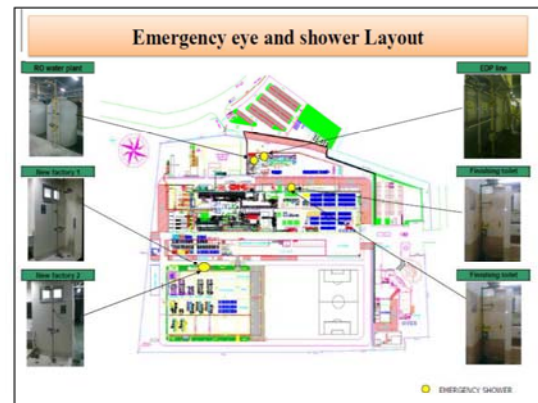 Emergency eye and shower Layout
RO water plant
EDP line
New factory 1
Finishing toilet
New factory 2
Finishing toilet
EMERGENCY SHOWER